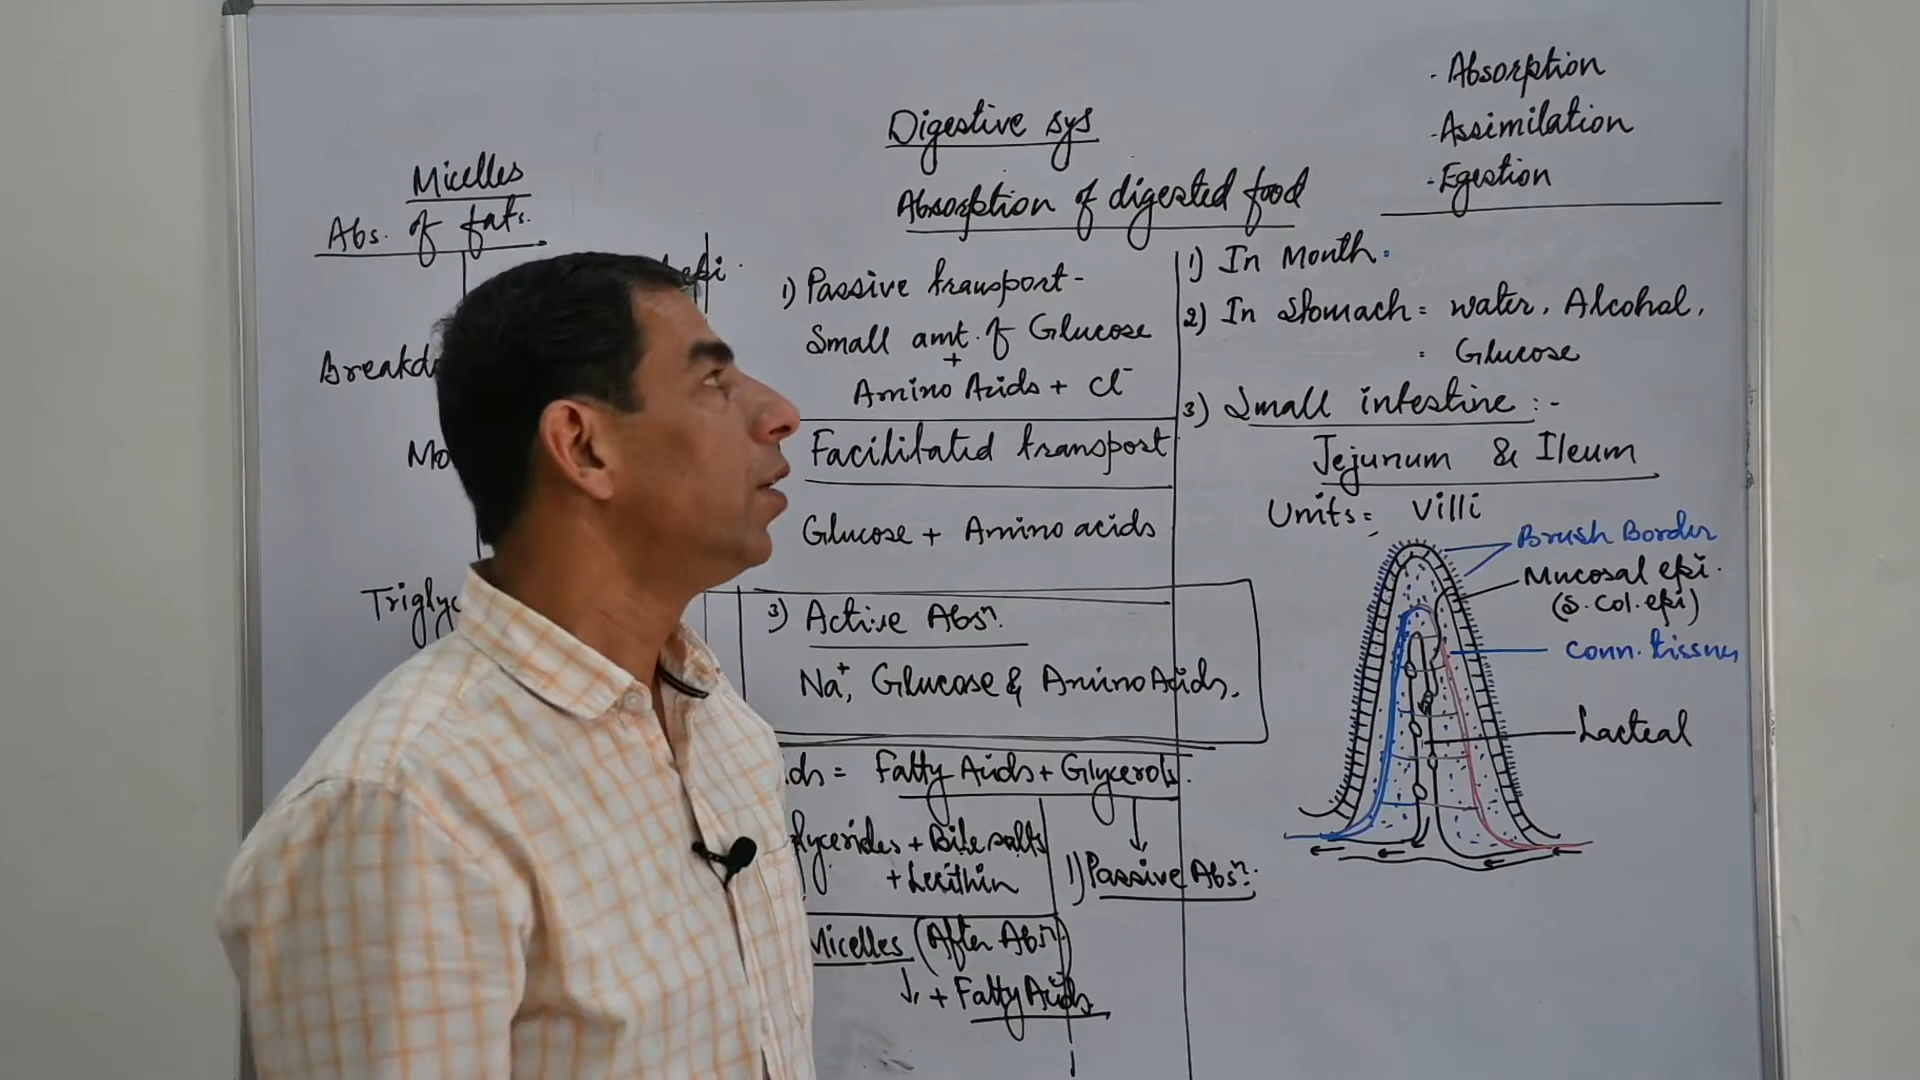 Digestive sys
Absorption of digested food
· Absorption
· Assimilation
· Egestion
Micelles
Abs. of fats.
epi.
1) Passive transport -
Small amt. of Glucose
+
Amino Acids + Cl⁻
Facilitated transport
Glucose + Amino acids
3) Active Absⁿ.
Na⁺, Glucose & Amino Acids.
= Fatty Acids + Glycerols.
+ Bile salts
+ Lecithin
1) Passive Absⁿ.
Micelles (After Absⁿ)
↓, + Fatty Acids
1) In Mouth =
2) In Stomach = water, Alcohol,
= Glucose
3) Small intestine :-
Jejunum & Ileum
Units = Villi
Brush Border
Mucosal epi.
(S. Col. epi)
Conn. tissues
Lacteal